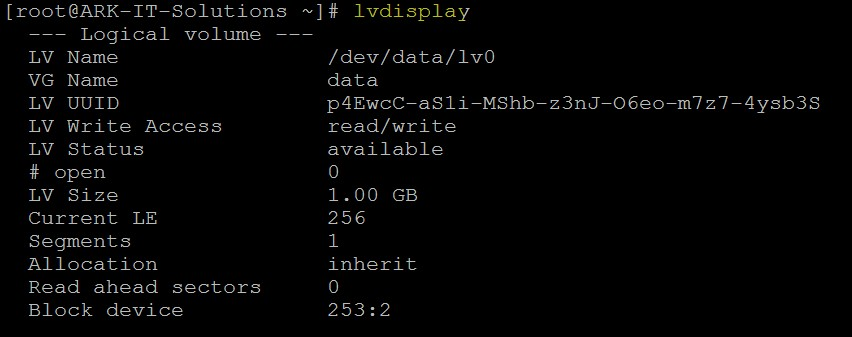 [root@ARK-IT-Solutions ~]# lvdisplay
--- Logical volume ---
LV Name                /dev/data/lv0
VG Name                data
LV UUID                p4EwcC-aS1i-MShb-z3nJ-O6eo-m7z7-4ysb3S
LV Write Access        read/write
LV Status              available
# open                 0
LV Size                1.00 GB
Current LE             256
Segments               1
Allocation             inherit
Read ahead sectors     0
Block device           253:2